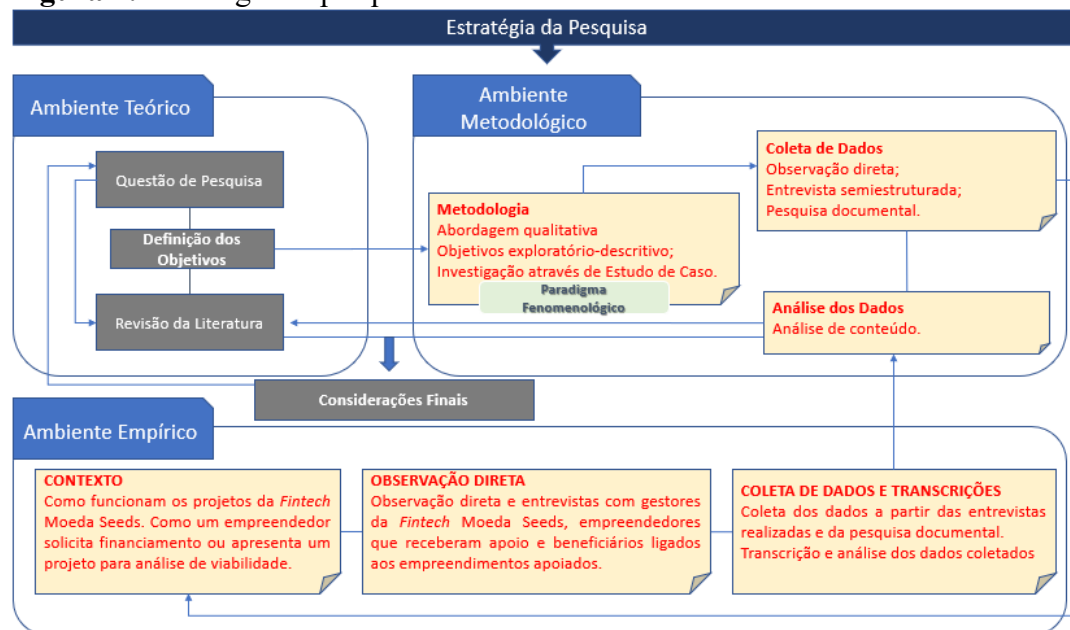 Estratégia da Pesquisa
Ambiente Teórico
Questão de Pesquisa
Definição dos
Objetivos
Revisão da Literatura
Ambiente
Metodológico
Metodologia
Abordagem qualitativa
Objetivos exploratório-descritivo;
Investigação através de Estudo de Caso.
Paradigma
Fenomenológico
Coleta de Dados
Observação direta;
Entrevista semiestruturada;
Pesquisa documental.
Análise dos Dados
Análise de conteúdo.
Considerações Finais
Ambiente Empírico
CONTEXTO
Como funcionam os projetos da Fintech
Moeda Seeds. Como um empreendedor
solicita financiamento ou apresenta um
projeto para análise de viabilidade.
OBSERVAÇÃO DIRETA
Observação direta e entrevistas com gestores
da Fintech Moeda Seeds, empreendedores
que receberam apoio e beneficiários ligados
aos empreendimentos apoiados.
COLETA DE DADOS E TRANSCRIÇÕES
Coleta dos dados a partir das entrevistas
realizadas e da pesquisa documental.
Transcrição e análise dos dados coletados